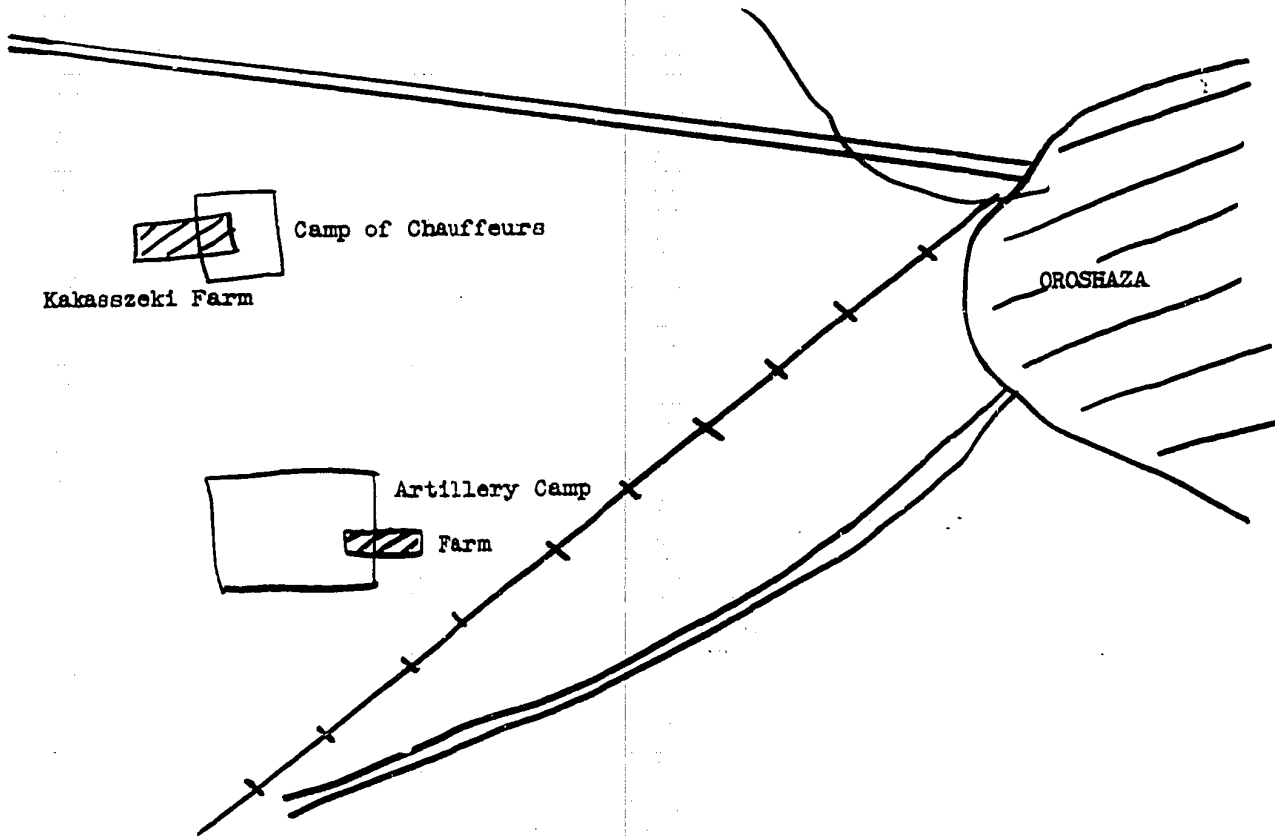 Camp of Chauffeurs
Kakasszeki Farm
OROSHAZA
Artillery Camp
Farm